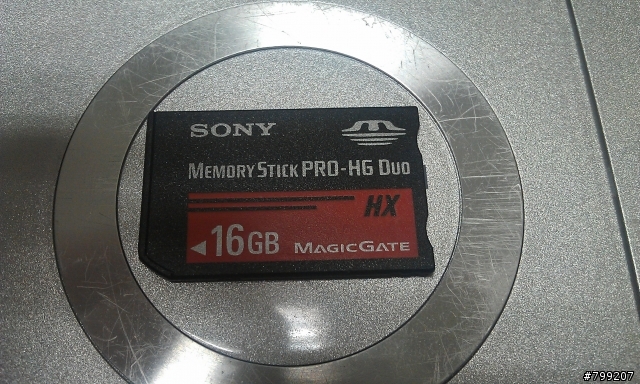 SONY
MEMORY STICK PRO-HG DUO
HX
16GB MAGICGATE
#799207